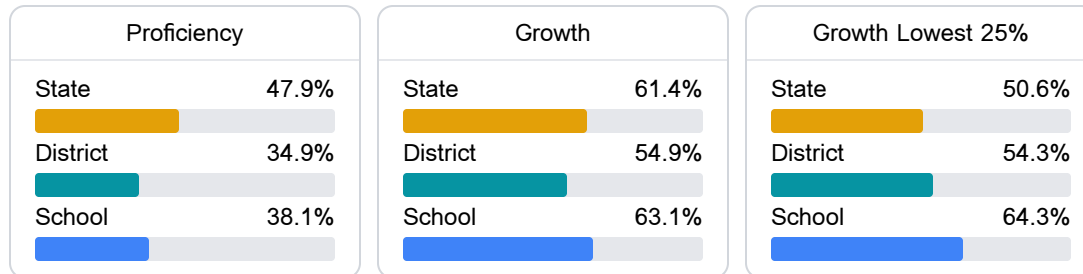 Proficiency
State 47.9%
District 34.9%
School 38.1%
Growth
State 61.4%
District 54.9%
School 63.1%
Growth Lowest 25%
State 50.6%
District 54.3%
School 64.3%